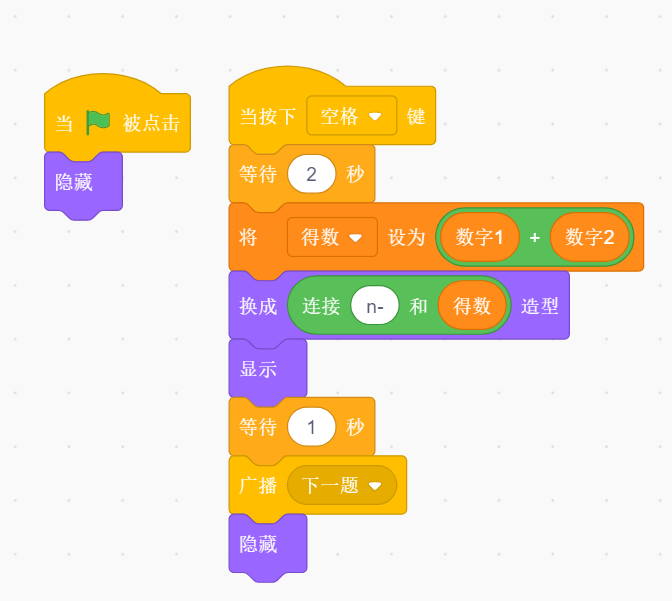 当 被点击
隐藏
当按下 空格 键
等待 2 秒
将 得数 设为 数字1 + 数字2
换成 连接 n- 和 得数 造型
显示
等待 1 秒
广播 下一题
隐藏